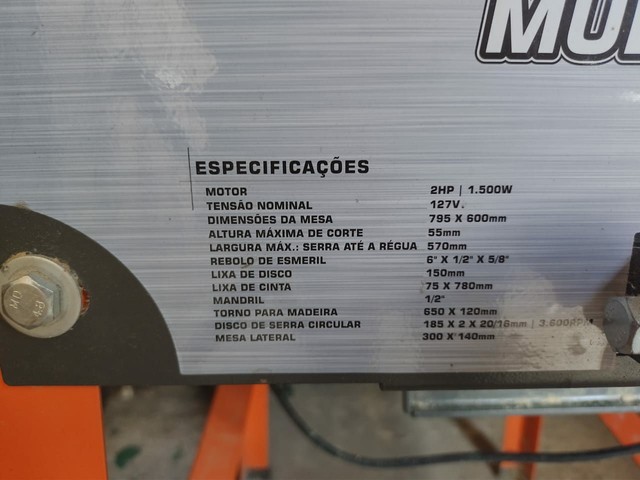 ESPECIFICAÇÕES
MOTOR 2HP | 1.500W
TENSÃO NOMINAL 127V.
DIMENSÕES DA MESA 795 X 600mm
ALTURA MÁXIMA DE CORTE 55mm
LARGURA MÁX.: SERRA ATÉ A RÉGUA 570mm
REBOLO DE ESMERIL 6" X 1/2" X 5/8"
LIXA DE DISCO 150mm
LIXA DE CINTA 75 X 780mm
MANDRIL 1/2"
TORNO PARA MADEIRA 650 X 120mm
DISCO DE SERRA CIRCULAR 185 X 2 X 20/16mm | 3.600RPM
MESA LATERAL 300 X 140mm